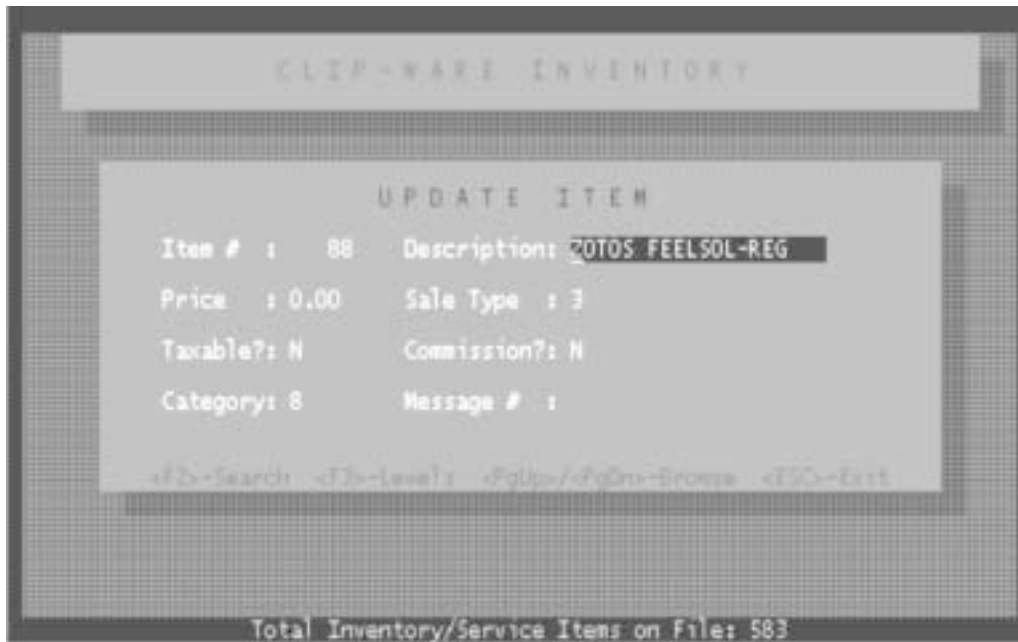 CLIP-WARE INVENTORY
UPDATE ITEM
Item # : 88 Description: ZOTOS FEELSOL-REG
Price : 0.00 Sale Type : 3
Taxable?: N Commission?: N
Category: 8 Message # :
<F2>-Search <F3>-Levels <PgUp>/<PgDn>-Browse <ESC>-Exit
Total Inventory/Service Items on File: 583